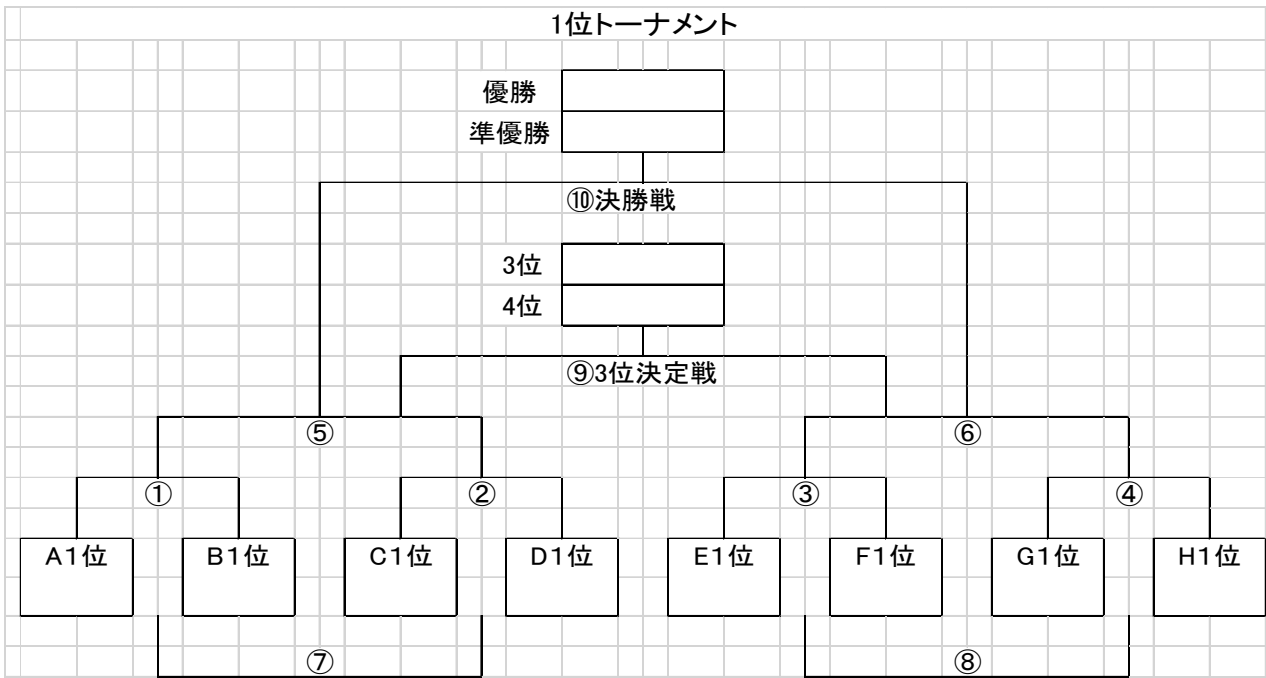 1位トーナメント
優勝
準優勝
⑩決勝戦
3位
4位
⑨3位決定戦
⑤ ⑥
① ② ③ ④
A1位 B1位 C1位 D1位 E1位 F1位 G1位 H1位
⑦ ⑧